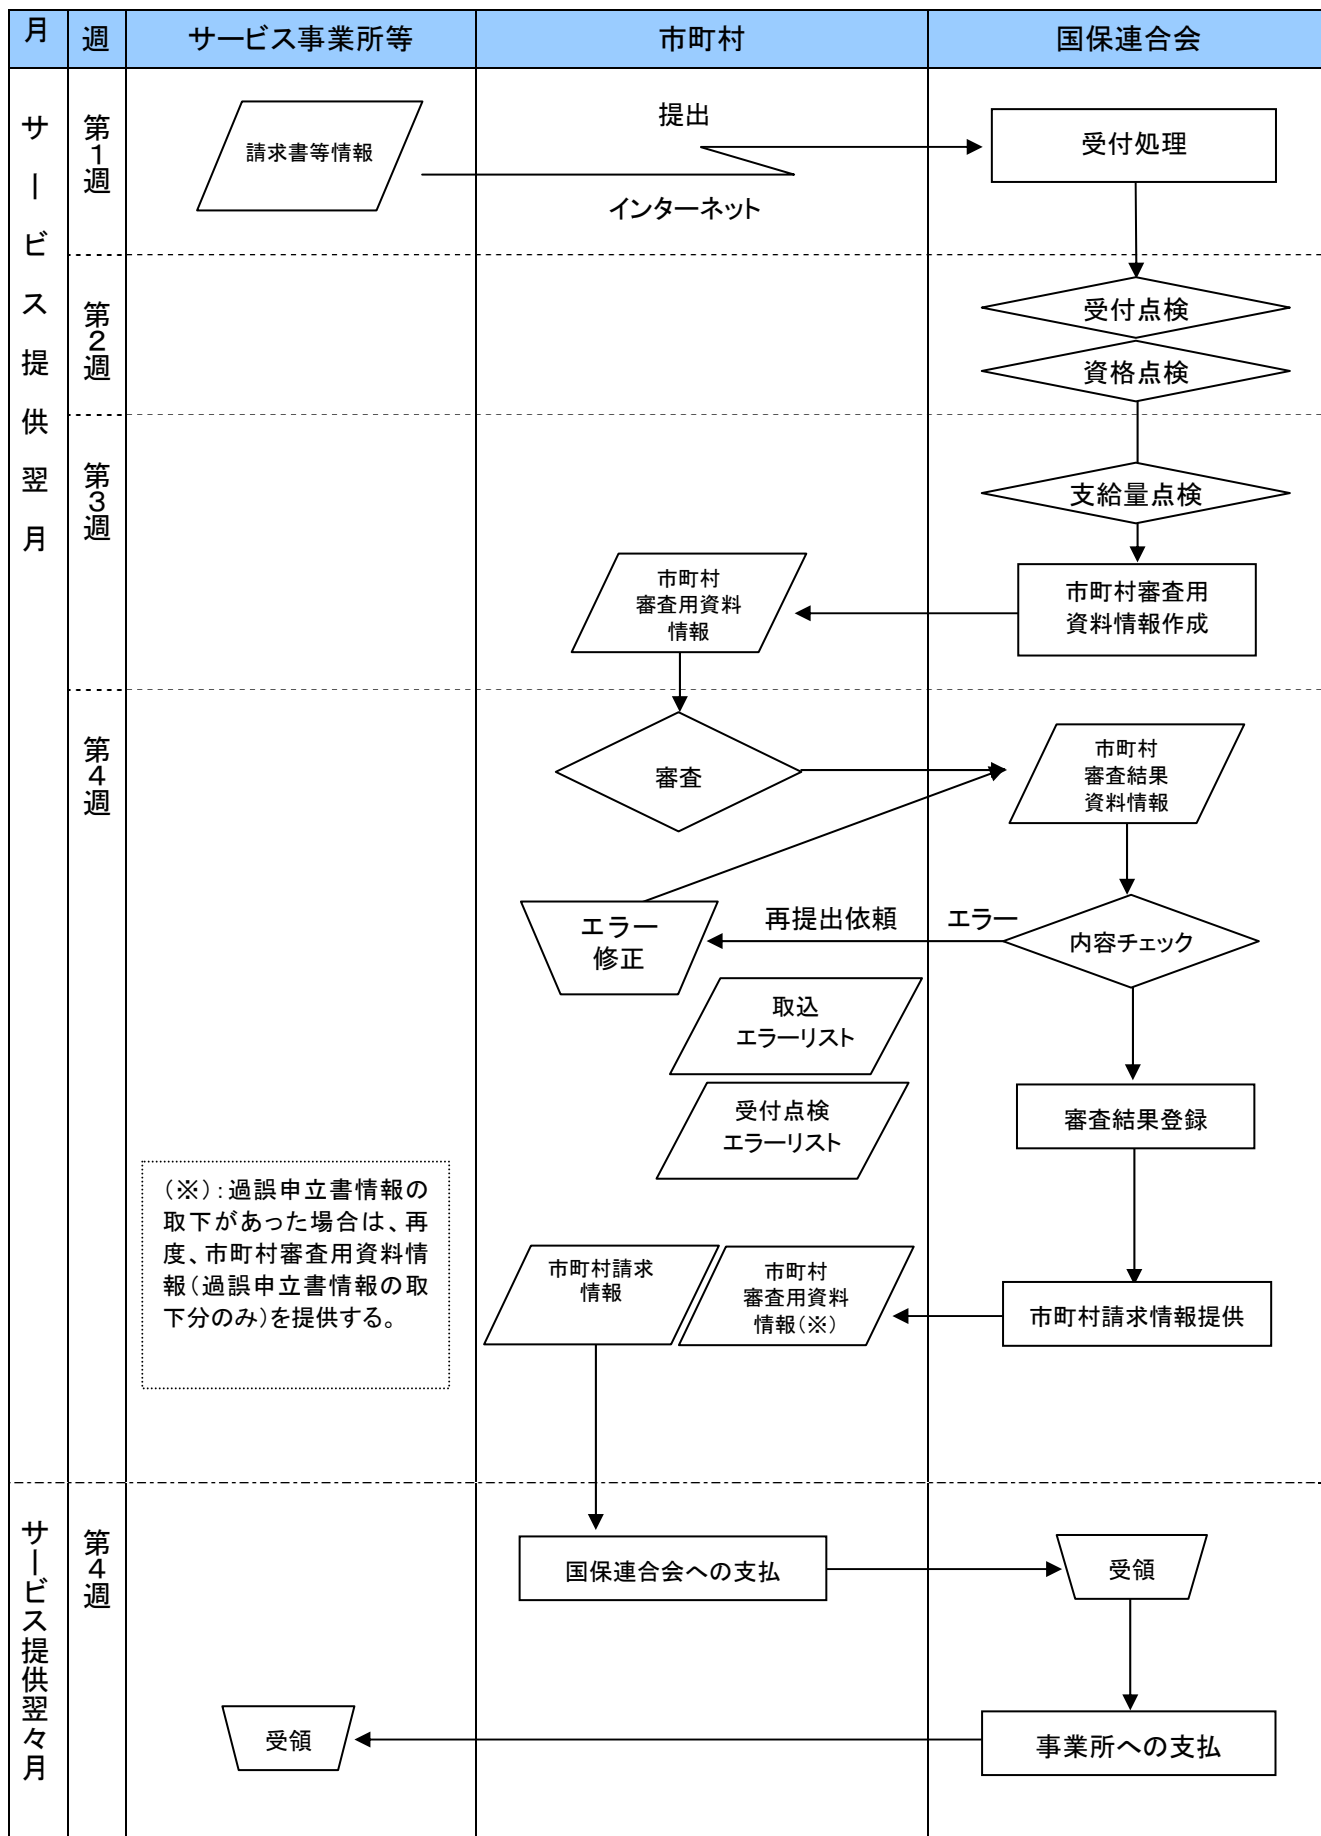 月
週
サービス事業所等
市町村
国保連合会
サービス提供翌月
第1週
請求書等情報
提出
インターネット
受付処理
第2週
受付点検
資格点検
第3週
支給量点検
市町村
審査用資料
情報
市町村審査用
資料情報作成
第4週
審査
市町村
審査結果
資料情報
エラー
修正
再提出依頼
エラー
内容チェック
取込
エラーリスト
受付点検
エラーリスト
審査結果登録
（※）：過誤申立書情報の
取下があった場合は、再
度、市町村審査用資料情
報（過誤申立書情報の取
下分のみ）を提供する。
市町村請求
情報
市町村
審査用資料
情報（※）
市町村請求情報提供
サービス提供翌々月
第4週
国保連合会への支払
受領
受領
事業所への支払